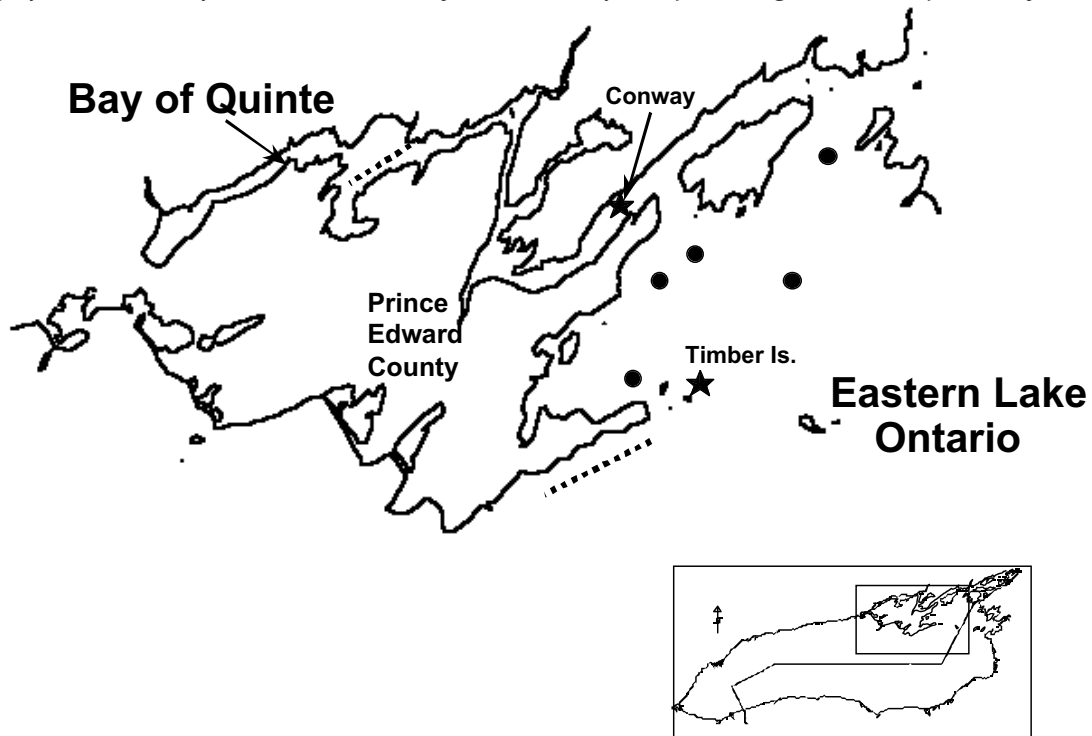 Bay of Quinte
Conway
Prince
Edward
County
Timber Is.
Eastern Lake
Ontario